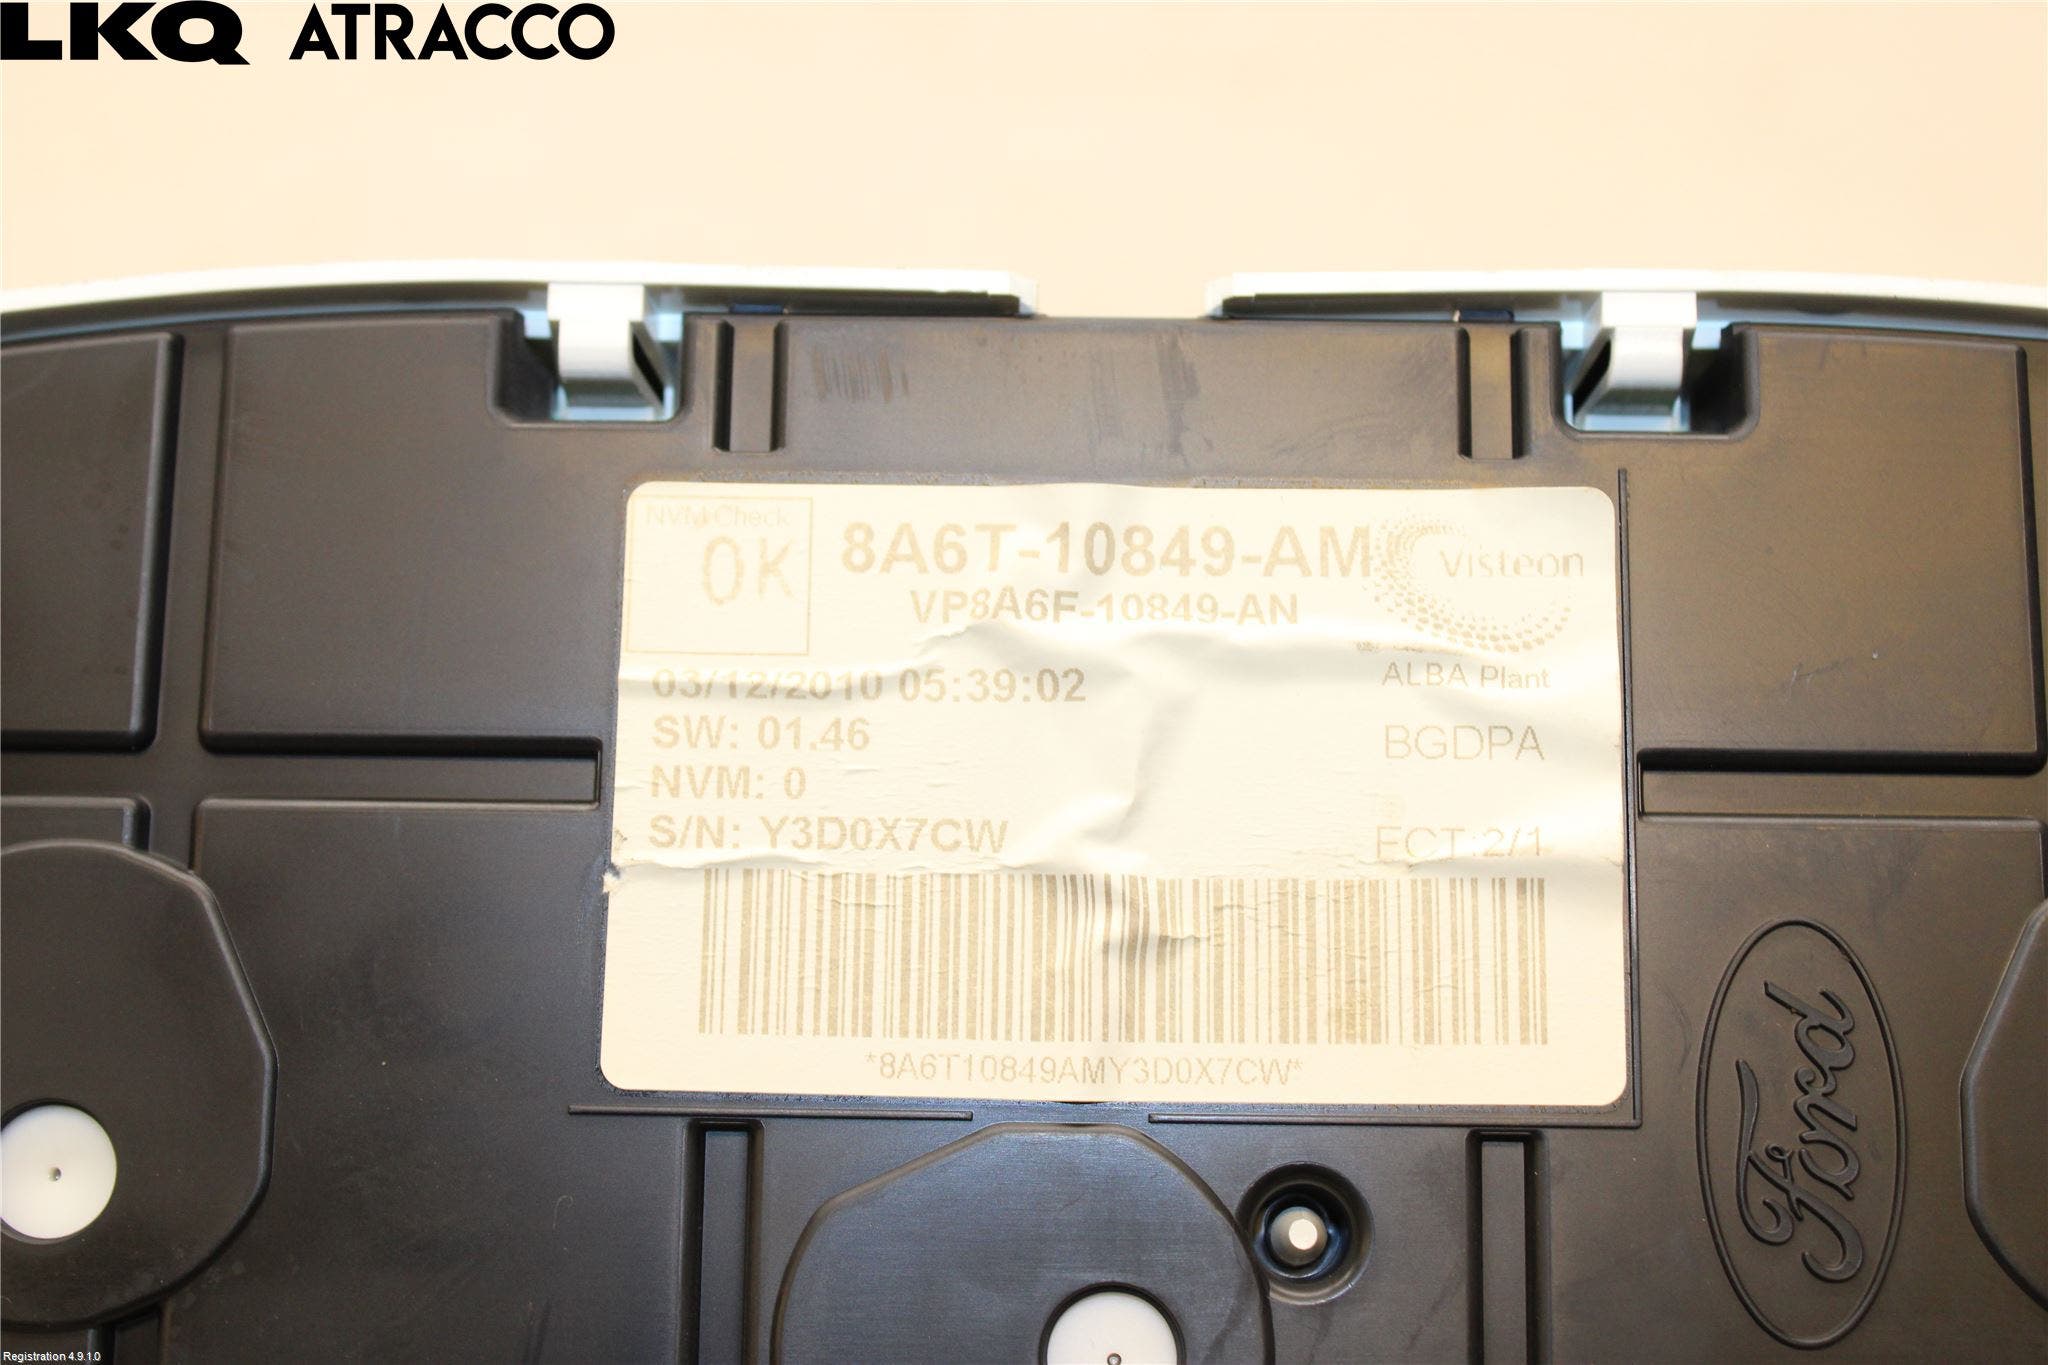 LKQ ATRACCO
NVM Check
OK
8A6T-10849-AM
VP8A6F-10849-AN
Visteon
03/12/2010 05:39:02
ALBA Plant
SW: 01.46
BGDPA
NVM: 0
S/N: Y3D0X7CW
FCT:2/1
*8A6T10849AMY3D0X7CW*
Ford
Registration 4.9.1.0